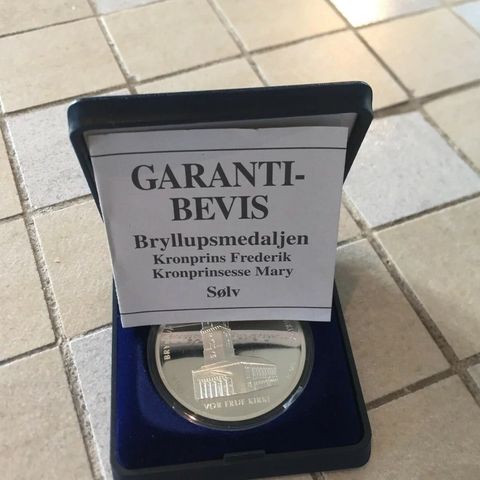 GARANTI-
BEVIS
Bryllupsmedaljen
Kronprins Frederik
Kronprinsesse Mary
Sølv
VOR FRUE KIRKE